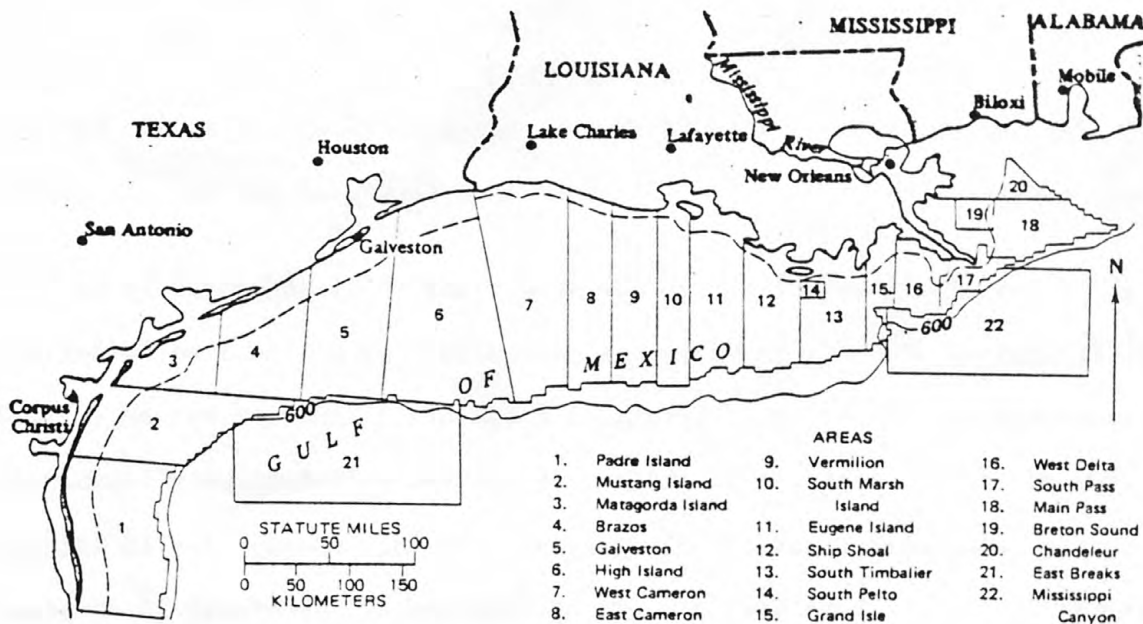 MISSISSIPPI
ALABAMA
LOUISIANA
Mississippi River
Mobile
Biloxi
TEXAS
Houston
Lake Charles
Lafayette
New Orleans
20
19
18
San Antonio
Galveston
N
17
16
15
14
13
12
11
10
9
8
7
6
5
4
3
600
22
GULF OF MEXICO
Corpus
Christi
2
600
21
1
STATUTE MILES
0 50 100
0 50 100 150
KILOMETERS
AREAS
1. Padre Island
2. Mustang Island
3. Matagorda Island
4. Brazos
5. Galveston
6. High Island
7. West Cameron
8. East Cameron
9. Vermilion
10. South Marsh
Island
11. Eugene Island
12. Ship Shoal
13. South Timbalier
14. South Pelto
15. Grand Isle
16. West Delta
17. South Pass
18. Main Pass
19. Breton Sound
20. Chandeleur
21. East Breaks
22. Mississippi
Canyon